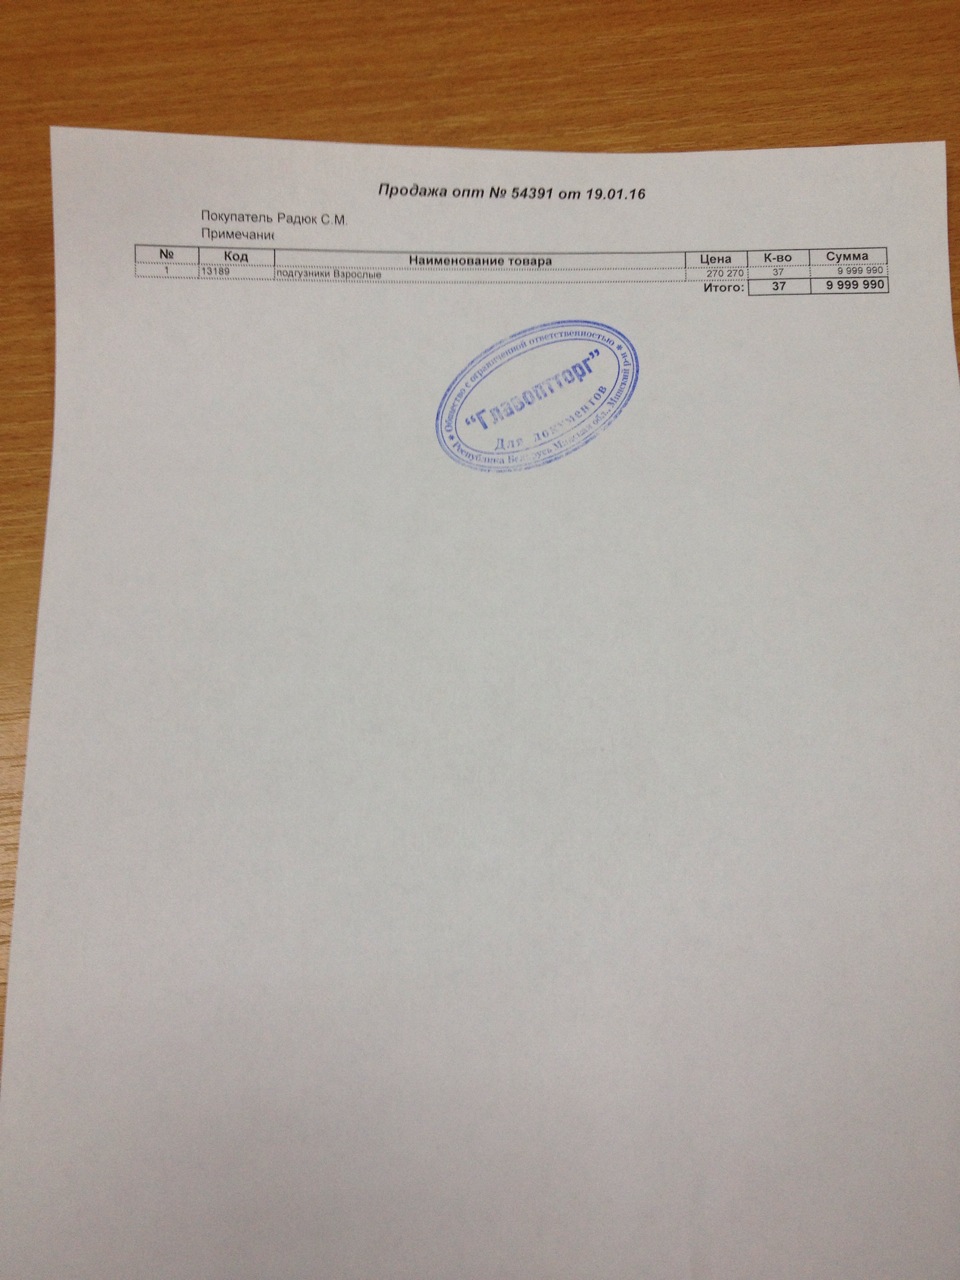 Продажа опт № 54391 от 19.01.16
Покупатель Радюк С.М.
Примечание
№ Код Наименование товара Цена К-во Сумма
1 13189 подгузники Взрослые 270 270 37 9 999 990
Итого: 37 9 999 990
* Общество с ограниченной ответственностью * р-н
"Главоптторг"
Для документов
Республика Беларусь Минская обл., Минский